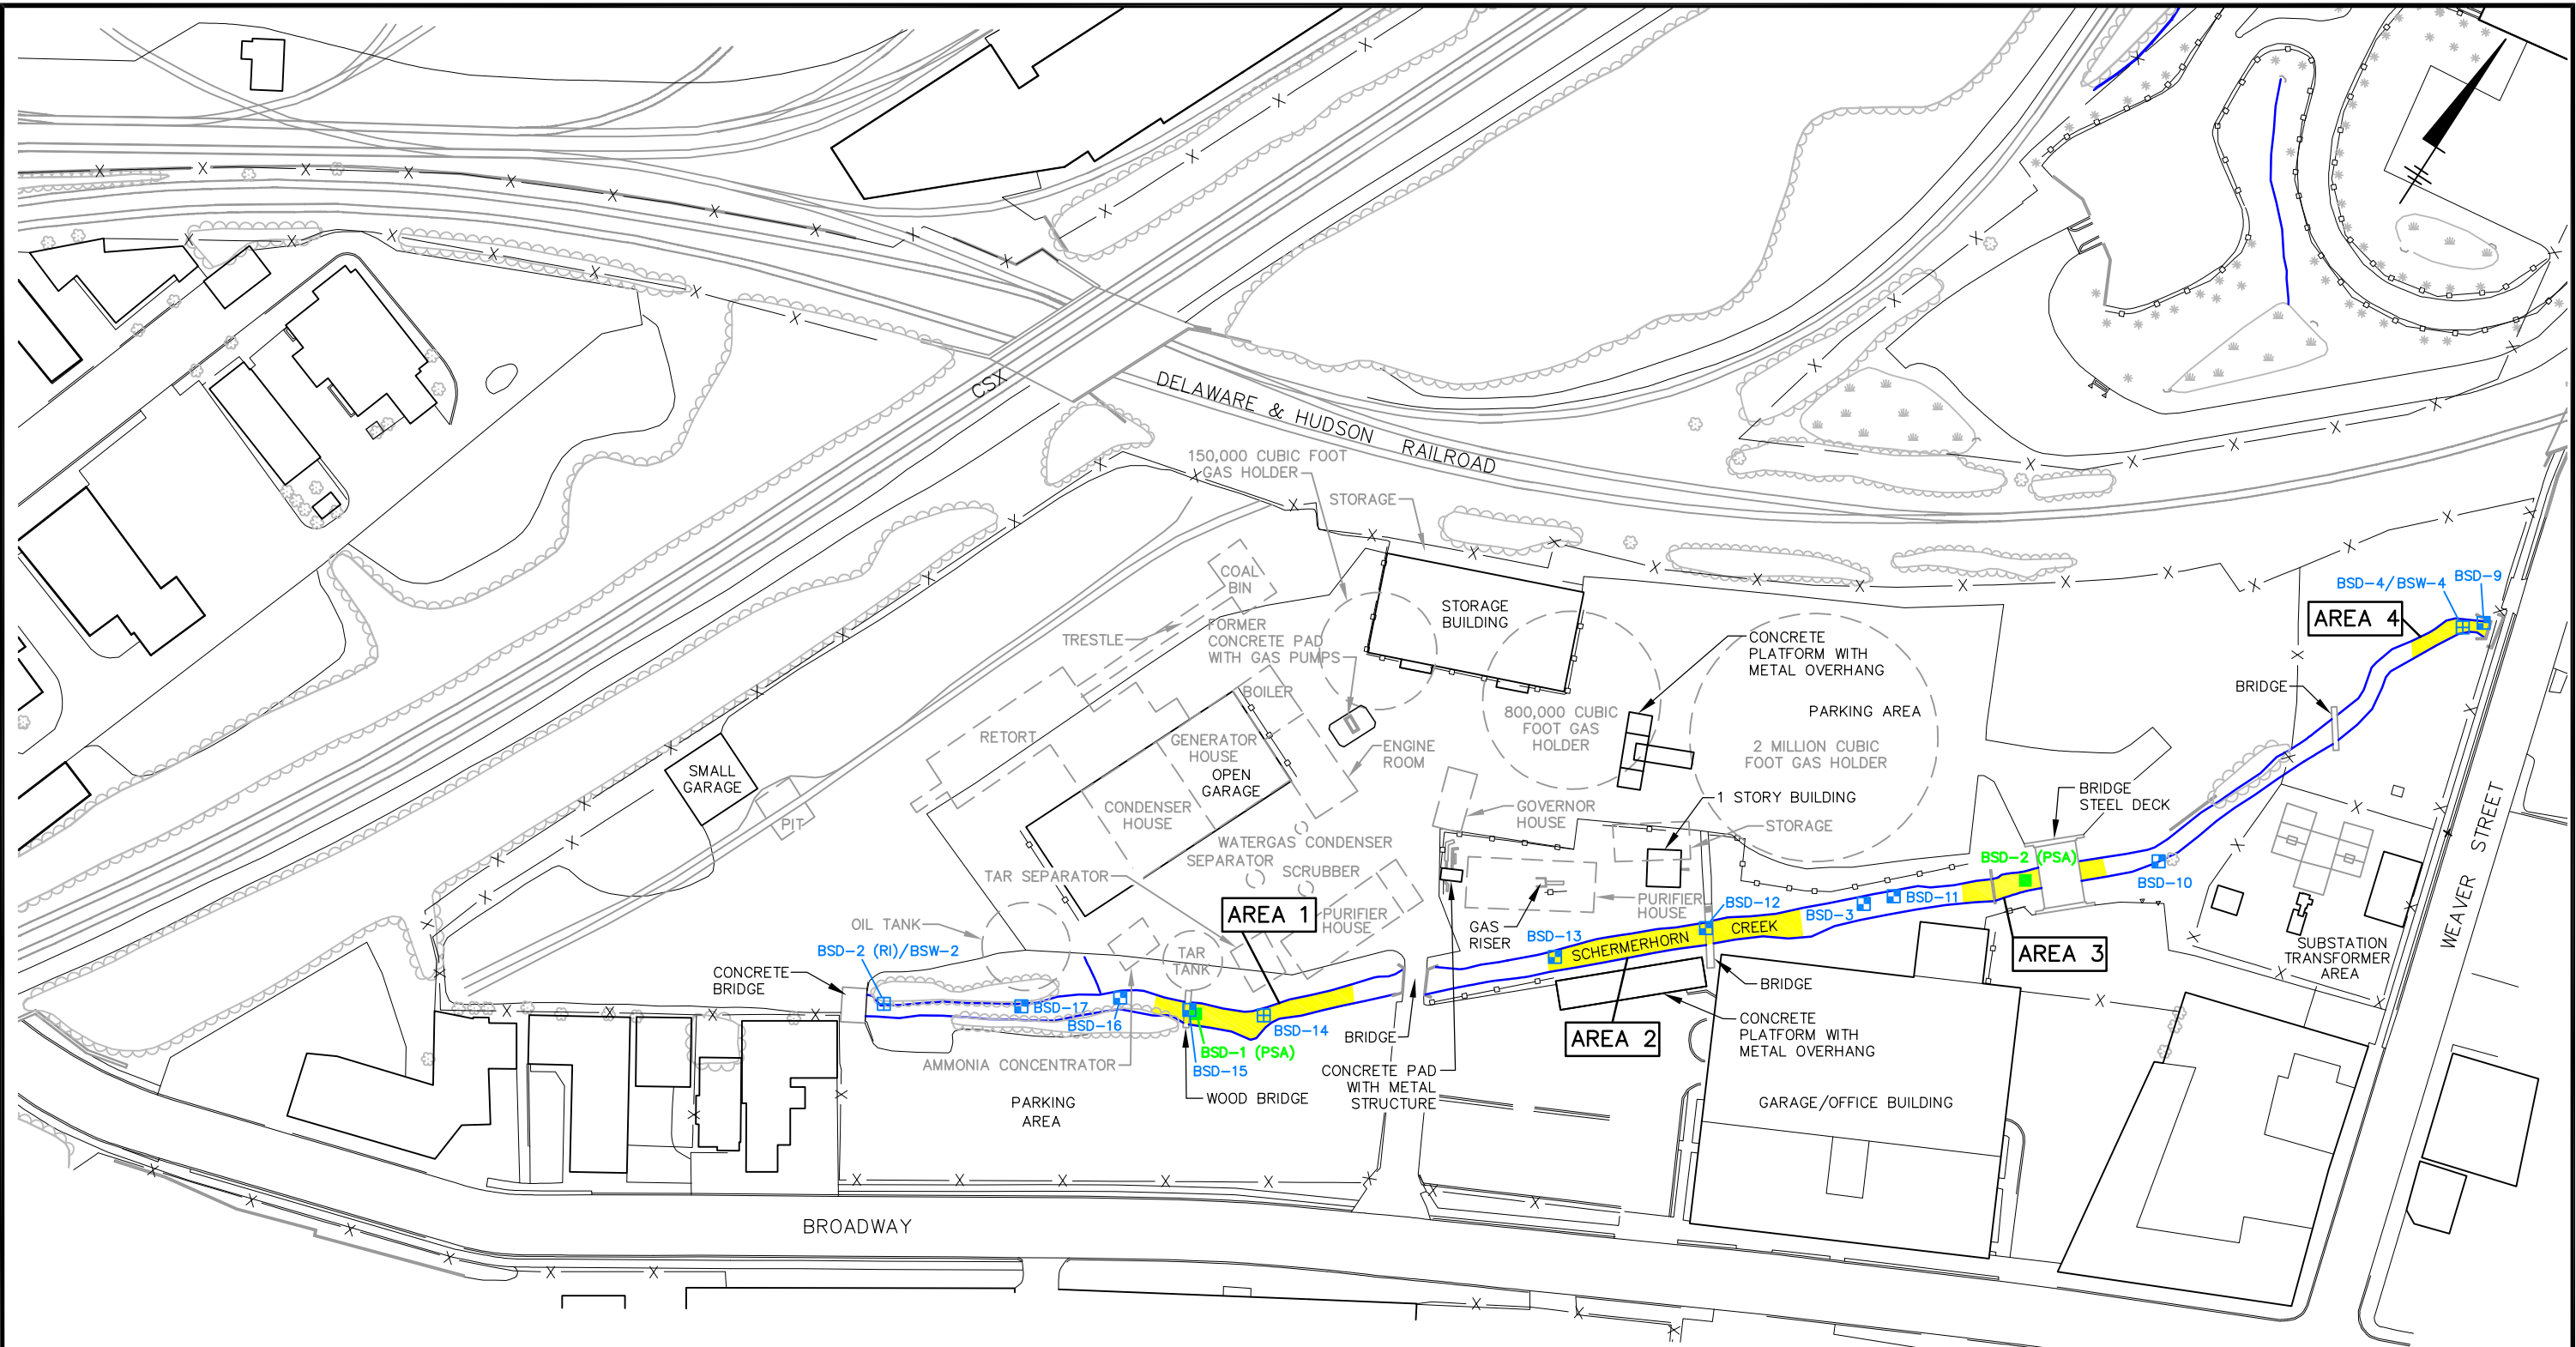 CSX
DELAWARE & HUDSON RAILROAD
150,000 CUBIC FOOT
GAS HOLDER
STORAGE
COAL
BIN
TRESTLE
FORMER
CONCRETE PAD
WITH GAS PUMPS
STORAGE
BUILDING
CONCRETE
PLATFORM WITH
METAL OVERHANG
BSD-4/BSW-4
BSD-9
AREA 4
BRIDGE
BOILER
RETORT
GENERATOR
HOUSE
OPEN
GARAGE
ENGINE
ROOM
800,000 CUBIC
FOOT GAS
HOLDER
PARKING AREA
2 MILLION CUBIC
FOOT GAS HOLDER
SMALL
GARAGE
PIT
CONDENSER
HOUSE
GOVERNOR
HOUSE
1 STORY BUILDING
STORAGE
BRIDGE
STEEL DECK
WATERGAS CONDENSER
SEPARATOR
SCRUBBER
TAR SEPARATOR
AREA 1
PURIFIER
HOUSE
GAS
RISER
PURIFIER
HOUSE
BSD-2 (PSA)
BSD-10
BSD-11
BSD-3
BSD-12
BSD-13
SCHERMERHORN CREEK
AREA 3
WEAVER STREET
SUBSTATION
TRANSFORMER
AREA
OIL TANK
BSD-2 (RI)/BSW-2
TAR
TANK
CONCRETE
BRIDGE
BSD-17
BSD-16
BSD-14
BSD-1 (PSA)
BSD-15
AMMONIA CONCENTRATOR
WOOD BRIDGE
BRIDGE
AREA 2
BRIDGE
CONCRETE
PLATFORM WITH
METAL OVERHANG
CONCRETE PAD
WITH METAL
STRUCTURE
PARKING
AREA
GARAGE/OFFICE BUILDING
BROADWAY